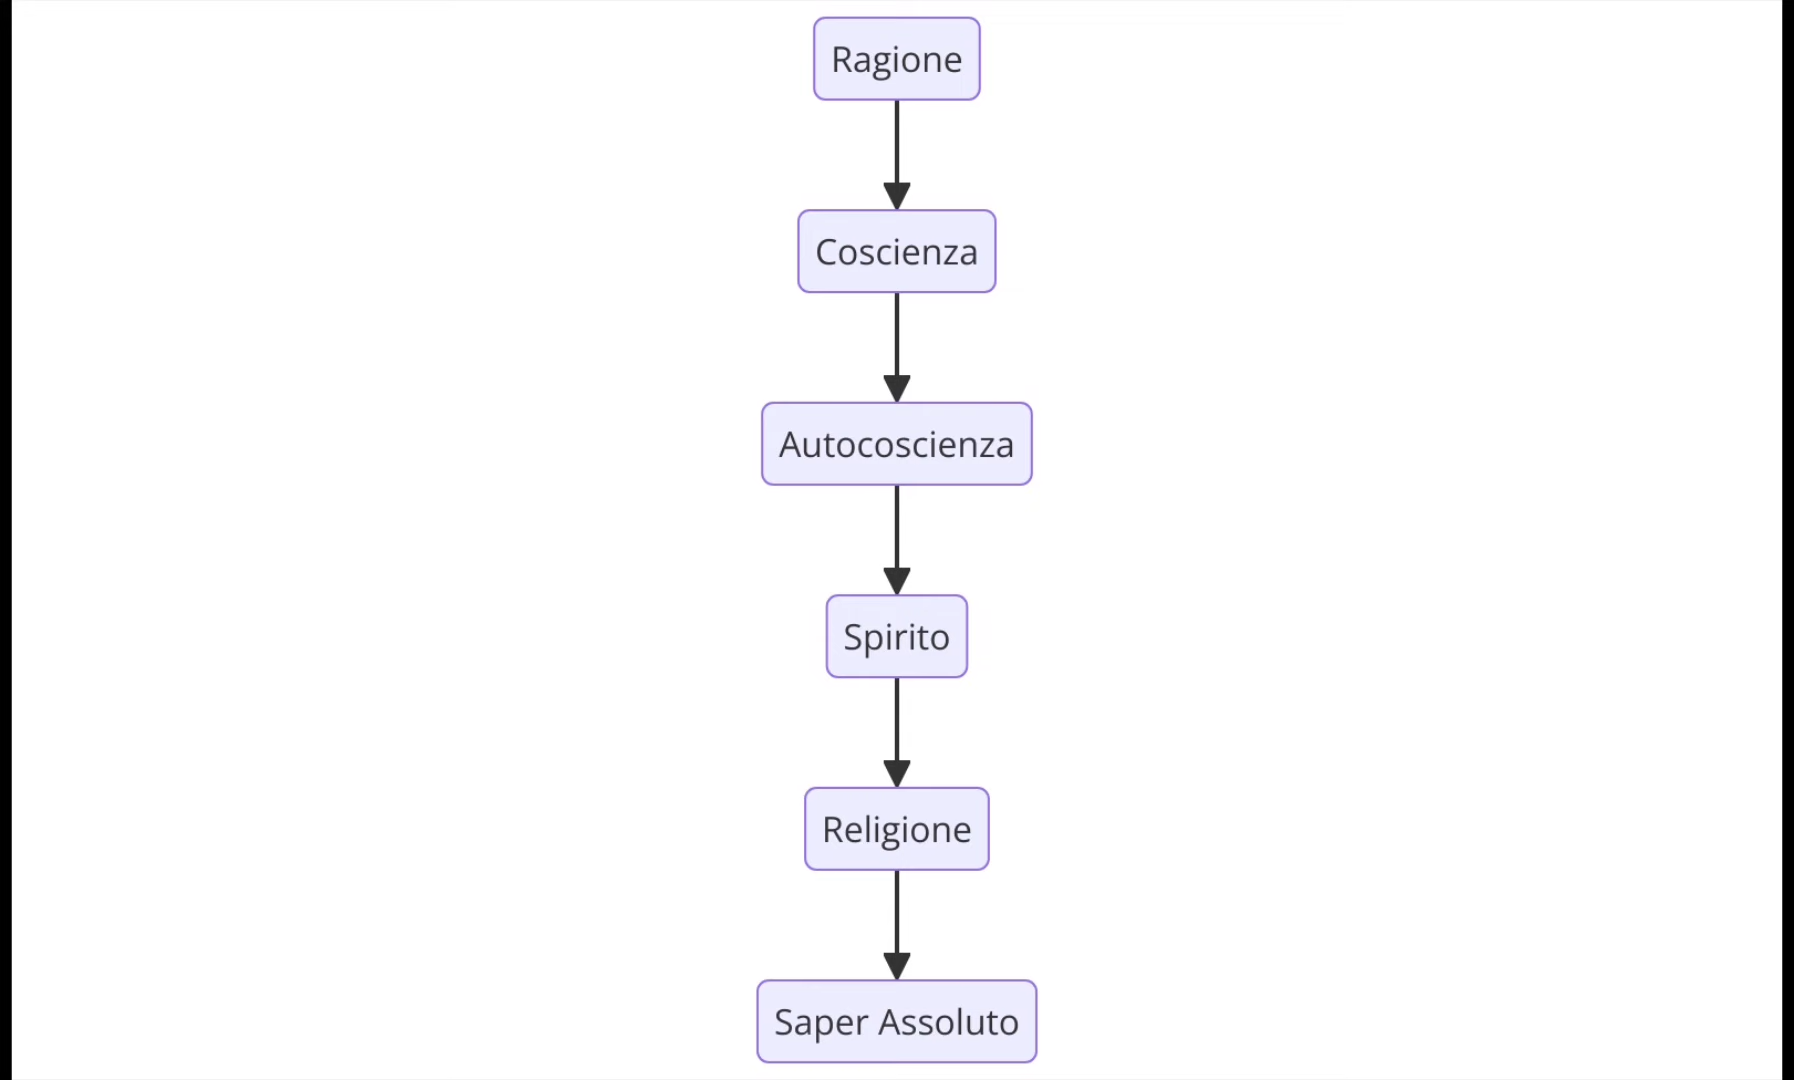 Ragione
Coscienza
Autocoscienza
Spirito
Religione
Saper Assoluto